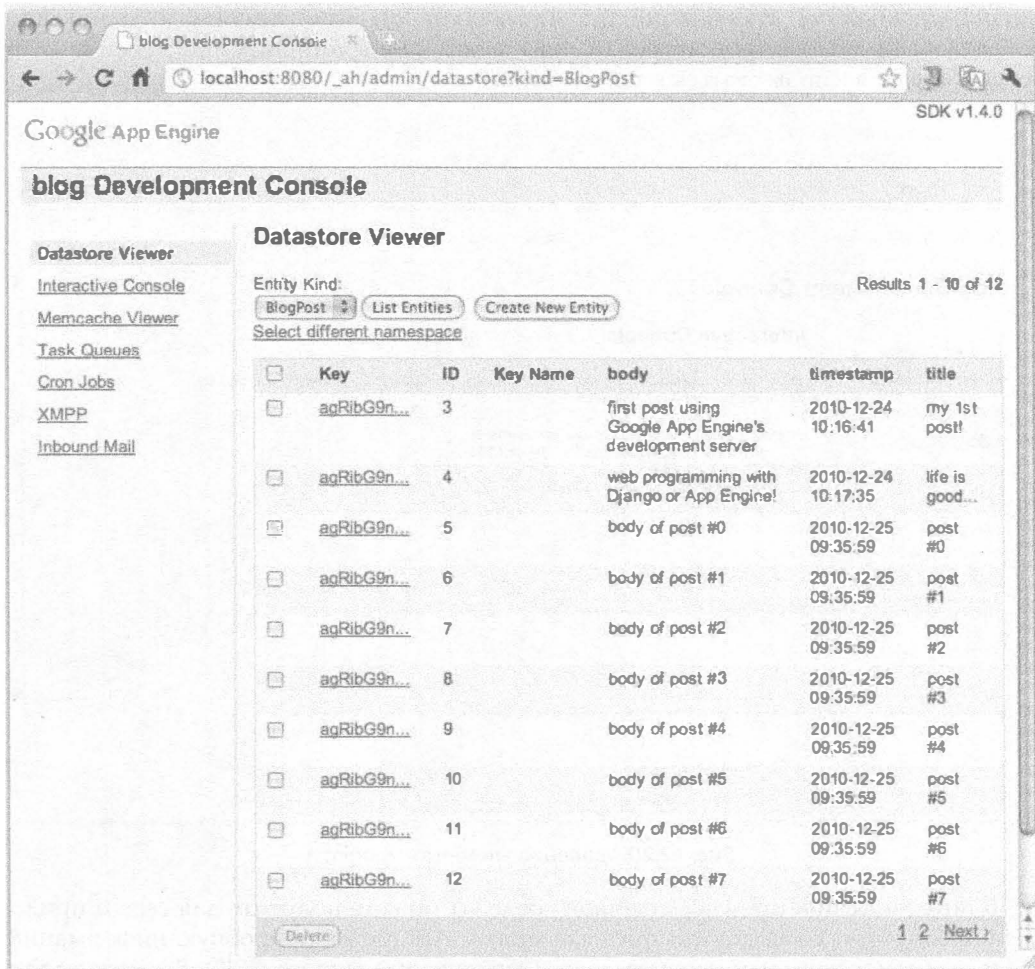 blog Development Console
localhost:8080/_ah/admin/datastore?kind=BlogPost
SDK v1.4.0
Google App Engine
blog Development Console
Datastore Viewer
Interactive Console
Memcache Viewer
Task Queues
Cron Jobs
XMPP
Inbound Mail
Datastore Viewer
Entity Kind:
Results 1 - 10 of 12
BlogPost List Entities Create New Entity
Select different namespace
Key ID Key Name body timestamp title
agRibG9n... 3 first post using 2010-12-24 my 1st
Google App Engine's 10:16:41 post!
development server
agRibG9n... 4 web programming with 2010-12-24 life is
Django or App Engine! 10:17:35 good...
agRibG9n... 5 body of post #0 2010-12-25 post
09:35:59 #0
agRibG9n... 6 body of post #1 2010-12-25 post
09:35:59 #1
agRibG9n... 7 body of post #2 2010-12-25 post
09:35:59 #2
agRibG9n... 8 body of post #3 2010-12-25 post
09:35:59 #3
agRibG9n... 9 body of post #4 2010-12-25 post
09:35:59 #4
agRibG9n... 10 body of post #5 2010-12-25 post
09:35:59 #5
agRibG9n... 11 body of post #6 2010-12-25 post
09:35:59 #6
agRibG9n... 12 body of post #7 2010-12-25 post
09:35:59 #7
Delete 1 2 Next ›